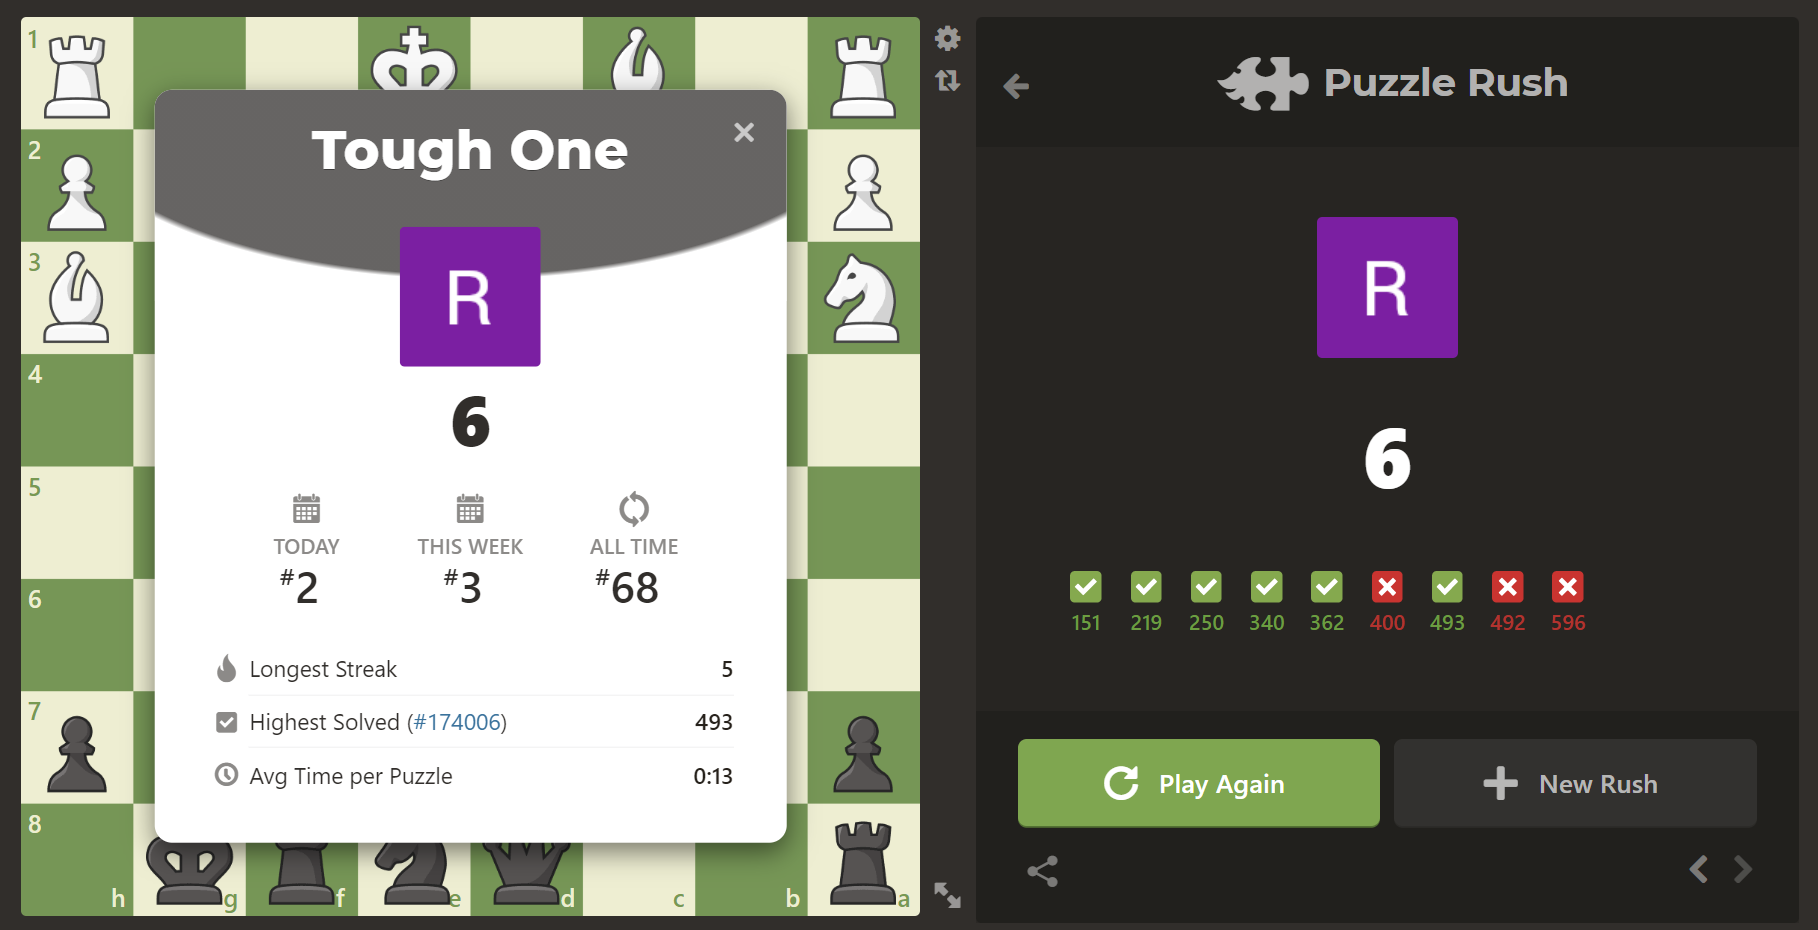 1
2
3
4
5
6
7
8
h
g
f
e
d
c
b
a
Tough One
R
6
TODAY
#2
THIS WEEK
#3
ALL TIME
#68
Longest Streak 5
Highest Solved (#174006) 493
Avg Time per Puzzle 0:13
Puzzle Rush
R
6
151 219 250 340 362 400 493 492 596
Play Again
New Rush